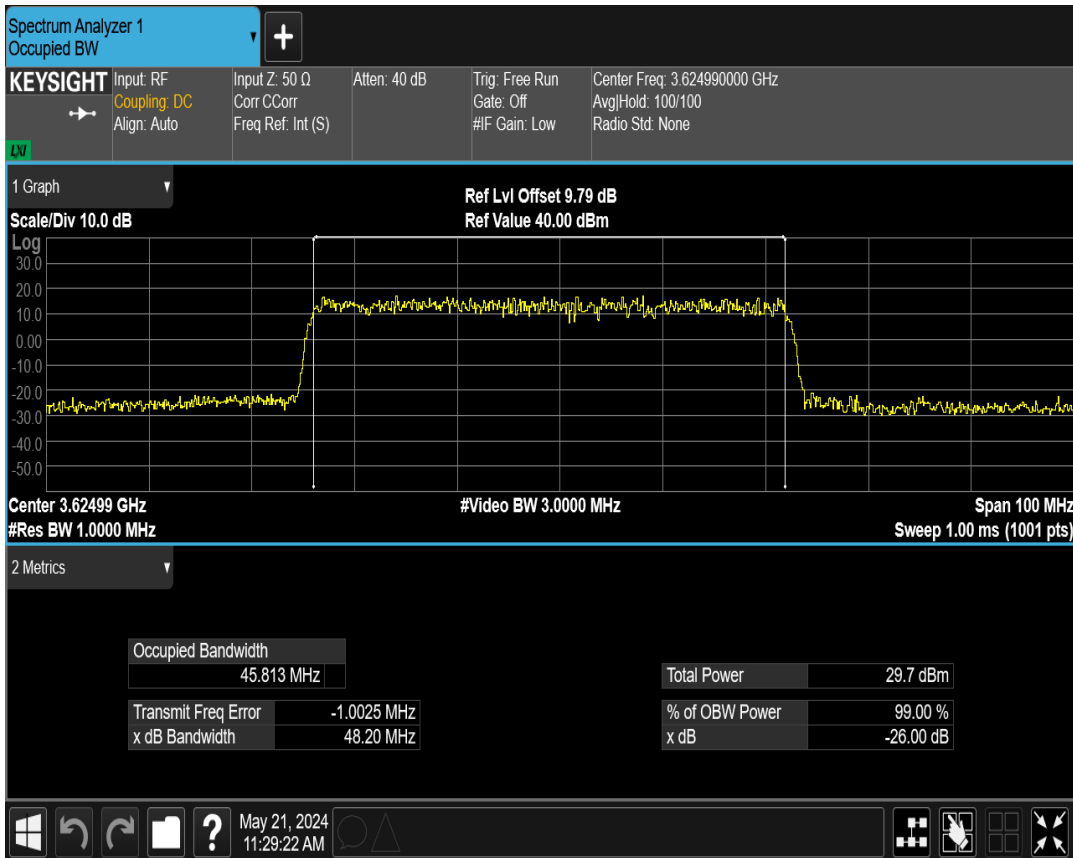 Spectrum Analyzer 1
Occupied BW
+
KEYSIGHT
LXI
Input: RF
Coupling: DC
Align: Auto
Input Z: 50 Ω
Corr CCorr
Freq Ref: Int (S)
Atten: 40 dB
Trig: Free Run
Gate: Off
#IF Gain: Low
Center Freq: 3.624990000 GHz
Avg|Hold: 100/100
Radio Std: None
1 Graph
Scale/Div 10.0 dB
Ref Lvl Offset 9.79 dB
Ref Value 40.00 dBm
Log
30.0
20.0
10.0
0.00
-10.0
-20.0
-30.0
-40.0
-50.0
Center 3.62499 GHz
#Video BW 3.0000 MHz
Span 100 MHz
#Res BW 1.0000 MHz
Sweep 1.00 ms (1001 pts)
2 Metrics
Occupied Bandwidth
45.813 MHz
Transmit Freq Error -1.0025 MHz
x dB Bandwidth 48.20 MHz
Total Power 29.7 dBm
% of OBW Power 99.00 %
x dB -26.00 dB
?
May 21, 2024
11:29:22 AM